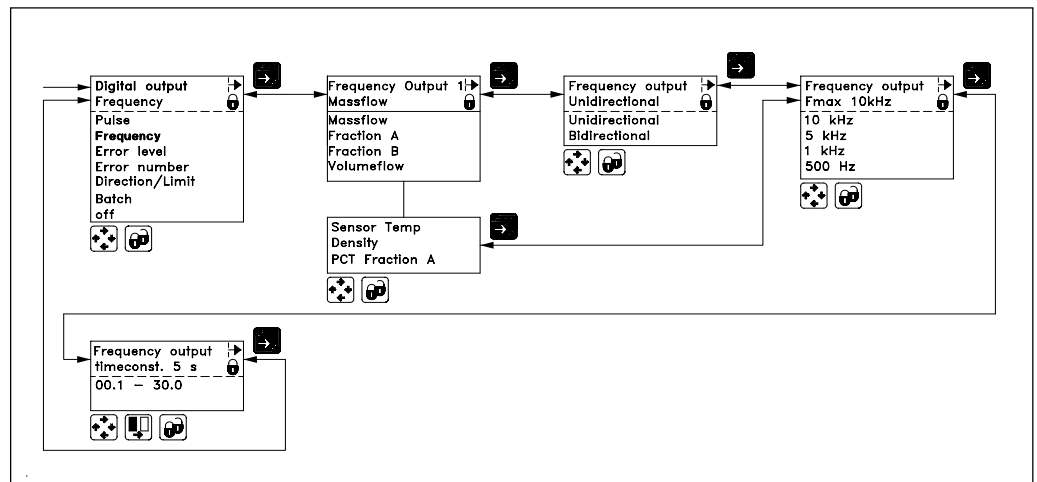 Digital output
Frequency
Pulse
Frequency
Error level
Error number
Direction/Limit
Batch
off
Frequency Output 1
Massflow
Massflow
Fraction A
Fraction B
Volumeflow
Sensor Temp
Density
PCT Fraction A
Frequency output
Unidirectional
Unidirectional
Bidirectional
Frequency output
Fmax 10kHz
10 kHz
5 kHz
1 kHz
500 Hz
Frequency output
timeconst. 5 s
00.1 – 30.0